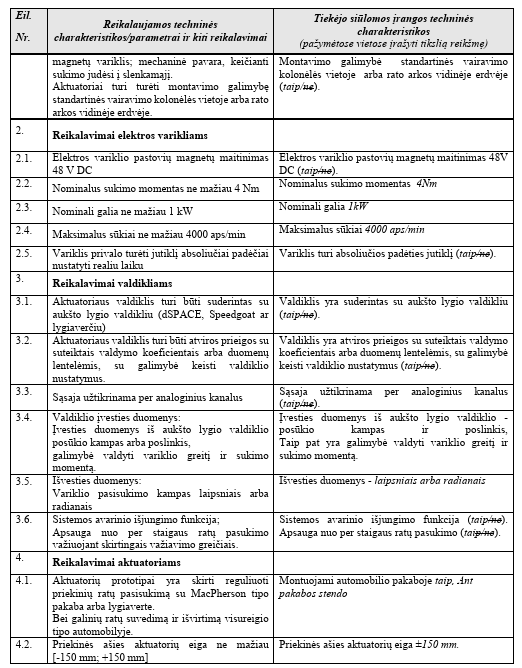 Eil.
Nr.
Reikalaujamos techninės
charakteristikos/parametrai ir kiti reikalavimai
Tiekėjo siūlomos įrangos techninės
charakteristikos
(pažymėtose vietose įrašyti tikslią reikšmę)
magnetų variklis; mechaninė pavara, keičianti
sukimo judėsi į slenkamąjį.
Aktuatoriai turi turėti montavimo galimybę
standartinės vairavimo kolonėlės vietoje arba rato
arkos vidinėje erdvėje.
Montavimo galimybė standartinės vairavimo
kolonėlės vietoje arba rato arkos vidinėje erdvėje
(taip/ne).
2.
Reikalavimai elektros varikliams
2.1.
Elektros variklio pastovių magnetų maitinimas
48 V DC
Elektros variklio pastovių magnetų maitinimas 48V
DC (taip/ne).
2.2.
Nominalus sukimo momentas ne mažiau 4 Nm
Nominalus sukimo momentas 4Nm
2.3.
Nominali galia ne mažiau 1 kW
Nominali galia 1kW
2.4.
Maksimalus sūkiai ne mažiau 4000 aps/min
Maksimalus sūkiai 4000 aps/min
2.5.
Variklis privalo turėti jutiklį absoliučiai padėčiai
nustatyti realiu laiku
Variklis turi absoliučios padėties jutiklį (taip/ne).
3.
Reikalavimai valdikliams
3.1.
Aktuatoriaus valdiklis turi būti suderintas su
aukšto lygio valdikliu (dSPACE, Speedgoat ar
lygiaverčiu)
Valdiklis yra suderintas su aukšto lygio valdikliu
(taip/ne).
3.2.
Aktuatoriaus valdiklis turi būti atviros prieigos su
suteiktais valdymo koeficientais arba duomenų
lentelėmis, su galimybė keisti valdiklio
nustatymus.
Valdiklis yra atviros prieigos su suteiktais valdymo
koeficientais arba duomenų lentelėmis, su galimybė
keisti valdiklio nustatymus (taip/ne).
3.3.
Sąsaja užtikrinama per analoginius kanalus
Sąsaja užtikrinama per analoginius kanalus
(taip/ne).
3.4.
Valdiklio įvesties duomenys:
Įvesties duomenys iš aukšto lygio valdiklio
posūkio kampas arba poslinkis,
galimybė valdyti variklio greitį ir sukimo
momentą.
Įvesties duomenys iš aukšto lygio valdiklio -
posūkio kampas ir poslinkis,
Taip pat yra galimybė valdyti variklio greitį ir
sukimo momentą.
3.5.
Išvesties duomenys:
Variklio pasisukimo kampas laipsniais arba
radianais
Išvesties duomenys - laipsniais arba radianais
3.6.
Sistemos avarinio išjungimo funkcija;
Apsauga nuo per staigaus ratų pasukimo
važiuojant skirtingais važiavimo greičiais.
Sistemos avarinio išjungimo funkcija (taip/ne).
Apsauga nuo per staigaus ratų pasukimo (taip/ne).
4.
Reikalavimai aktuatoriams
4.1.
Aktuatorių prototipai yra skirti reguliuoti
priekinių ratų pasisukimą su MacPherson tipo
pakaba arba lygiaverte.
Bei galinių ratų suvedimą ir išvirtimą visureigio
tipo automobilyje.
Montuojami automobilio pakaboje taip, Ant
pakabos stendo
4.2.
Priekinės ašies aktuatorių eiga ne mažiau
[-150 mm; +150 mm]
Priekinės ašies aktuatorių eiga ±150 mm.